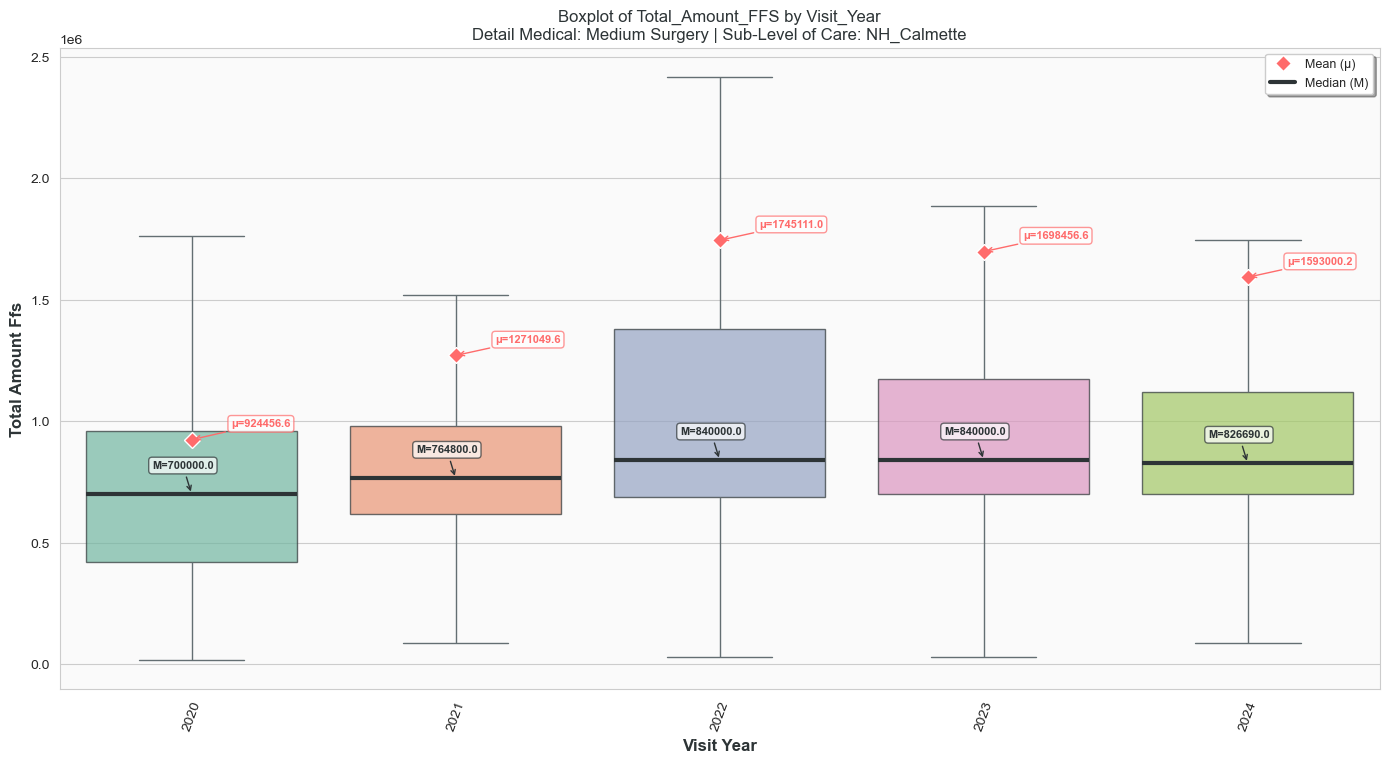 Boxplot of Total_Amount_FFS by Visit_Year
Detail Medical: Medium Surgery | Sub-Level of Care: NH_Calmette
1e6
2.5
2.0
1.5
1.0
0.5
0.0
Total Amount Ffs
Mean (μ)
Median (M)
μ=924456.6
M=700000.0
μ=1271049.6
M=764800.0
μ=1745111.0
M=840000.0
μ=1698456.6
M=840000.0
μ=1593000.2
M=826690.0
2020
2021
2022
2023
2024
Visit Year